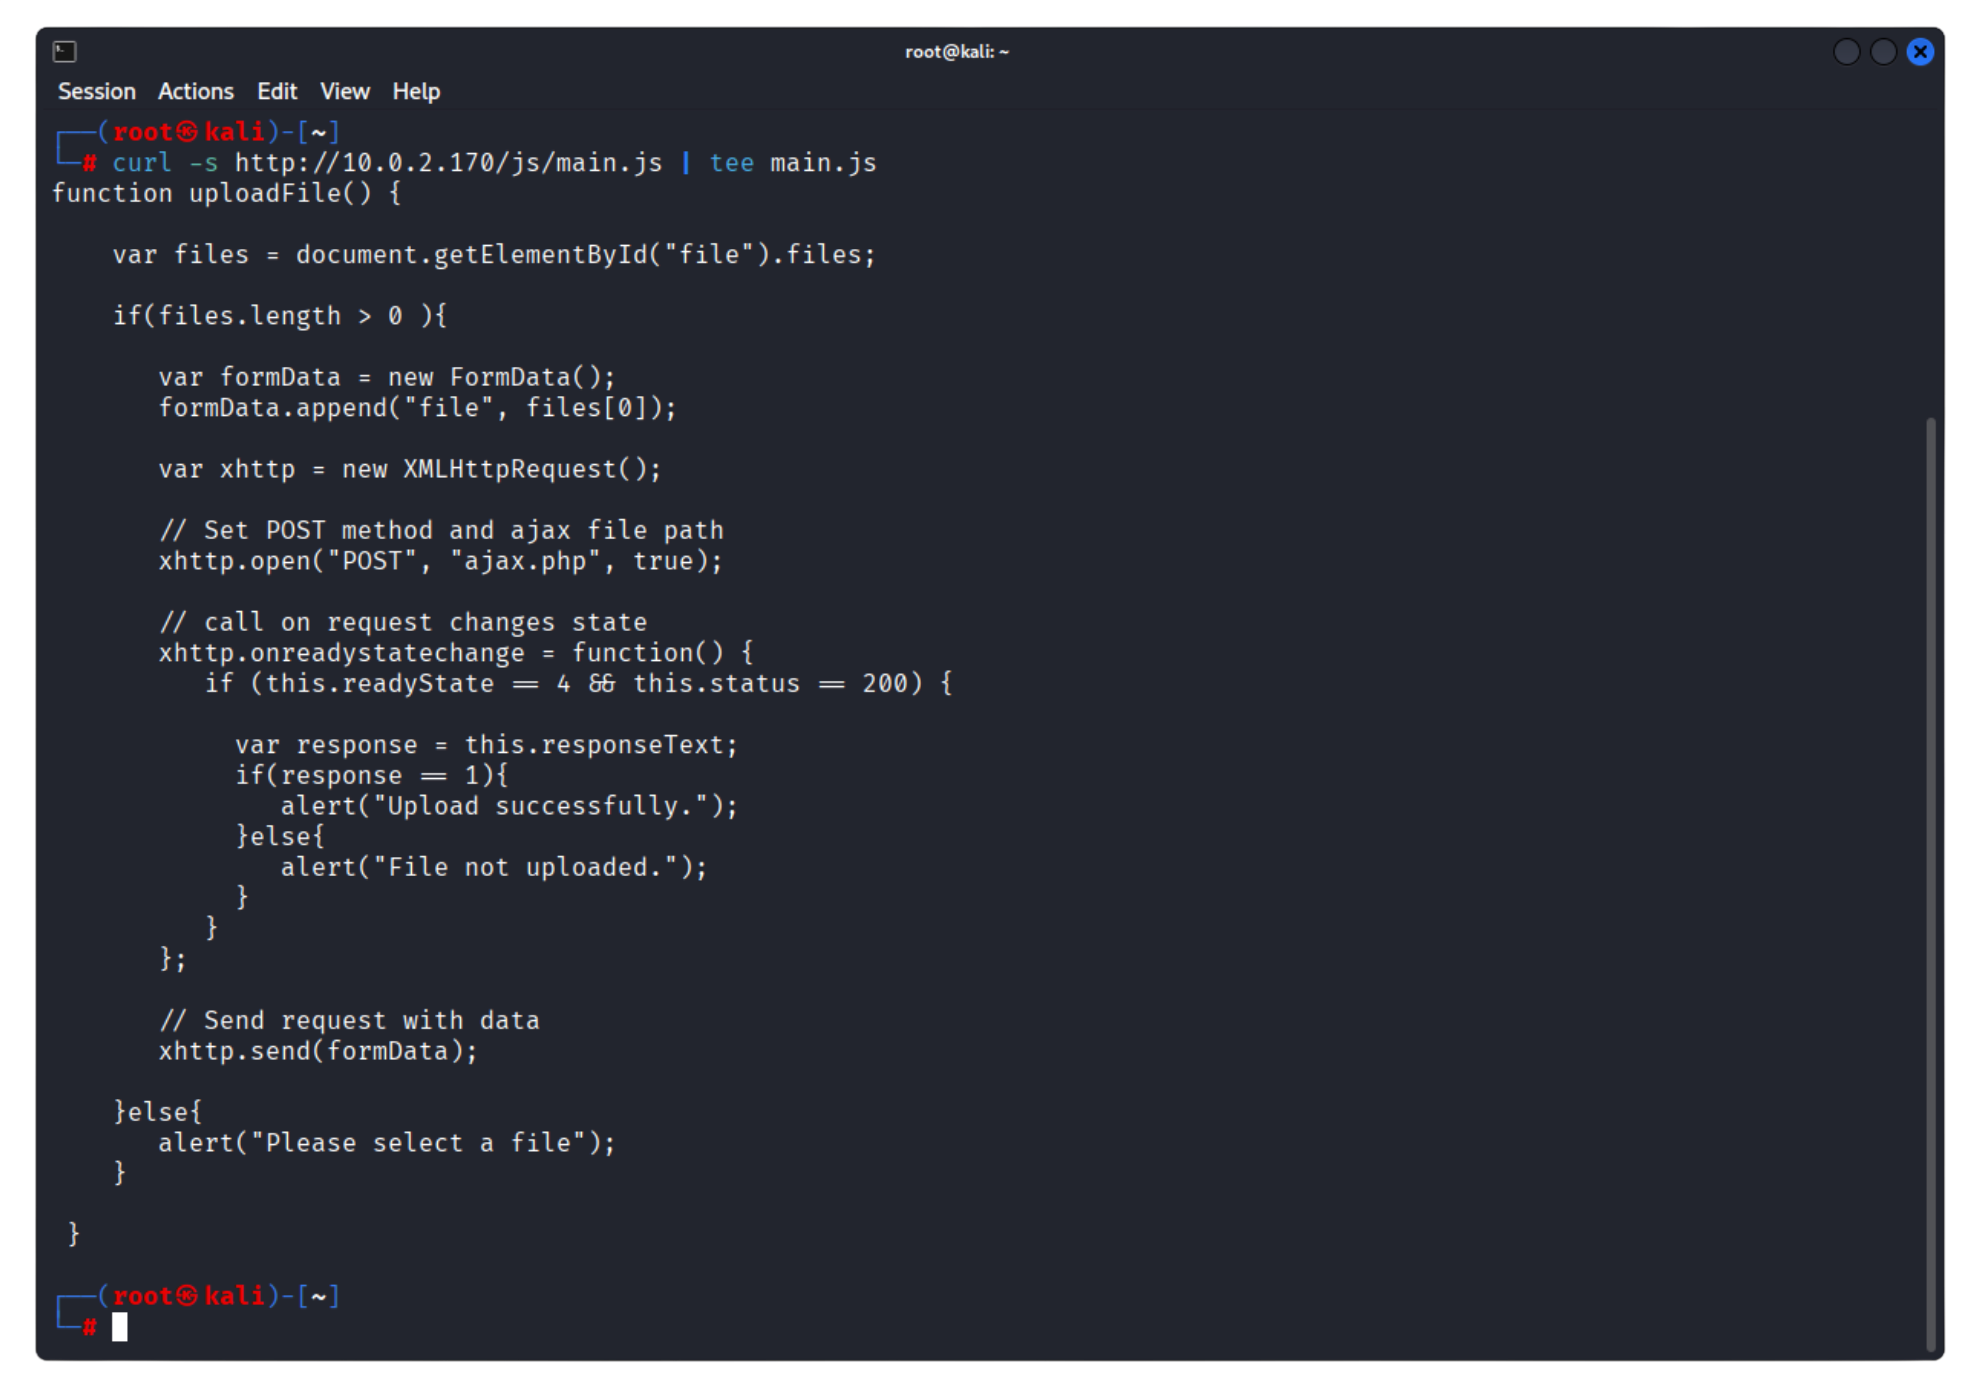 root@kali: ~
Session Actions Edit View Help
┌──(root㉿kali)-[~]
└─# curl -s http://10.0.2.170/js/main.js | tee main.js
function uploadFile() {

    var files = document.getElementById("file").files;

    if(files.length > 0 ){

       var formData = new FormData();
       formData.append("file", files[0]);

       var xhttp = new XMLHttpRequest();

       // Set POST method and ajax file path
       xhttp.open("POST", "ajax.php", true);

       // call on request changes state
       xhttp.onreadystatechange = function() {
          if (this.readyState == 4 && this.status == 200) {

            var response = this.responseText;
            if(response == 1){
               alert("Upload successfully.");
            }else{
               alert("File not uploaded.");
            }
          }
       };

       // Send request with data
       xhttp.send(formData);

    }else{
       alert("Please select a file");
    }

 }

┌──(root㉿kali)-[~]
└─#